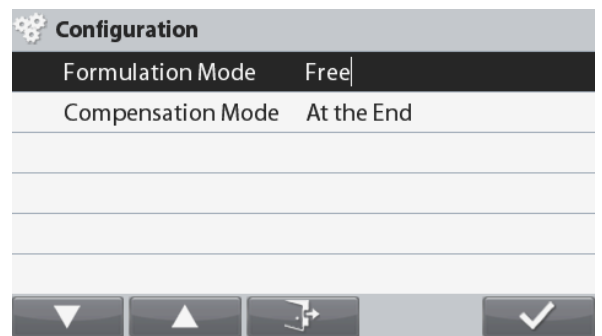 Configuration
Formulation Mode Free
Compensation Mode At the End